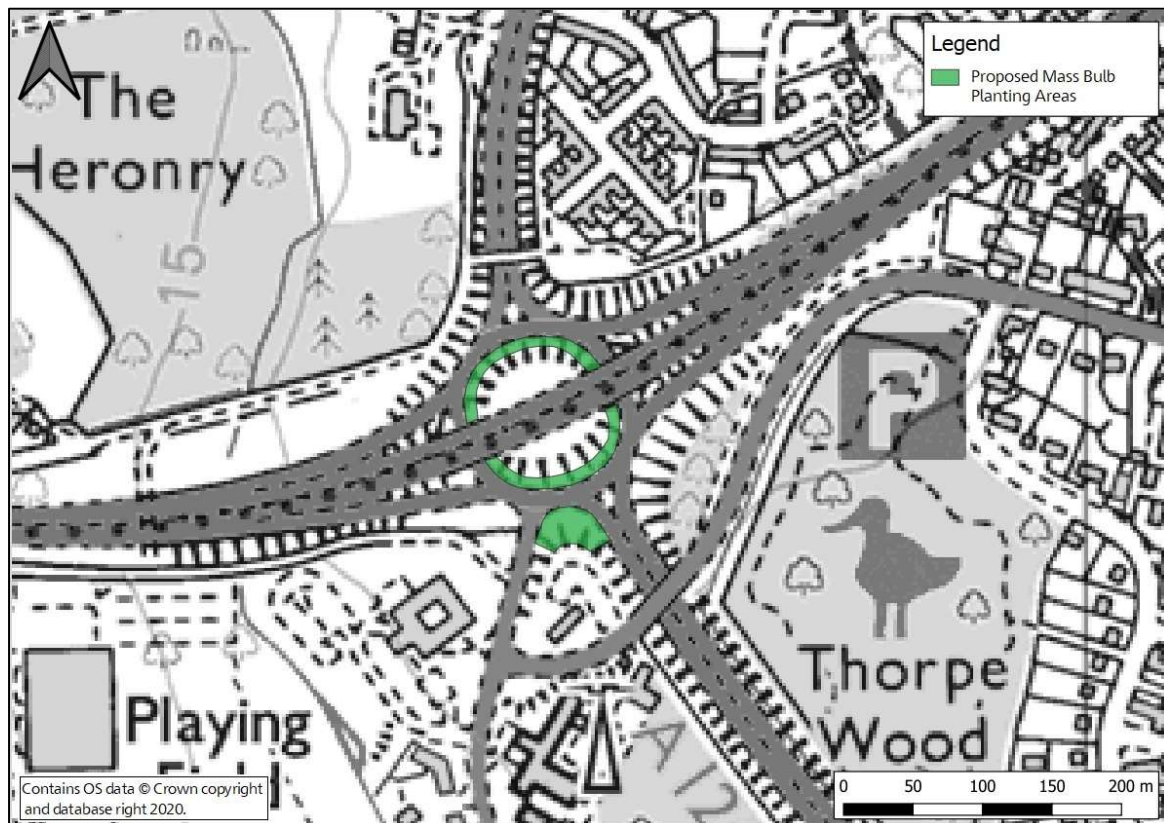 Legend
Proposed Mass Bulb
Planting Areas
The
Heronry
15
P
Thorpe
Wood
Playing
A12
Contains OS data © Crown copyright
and database right 2020.
0 50 100 150 200 m